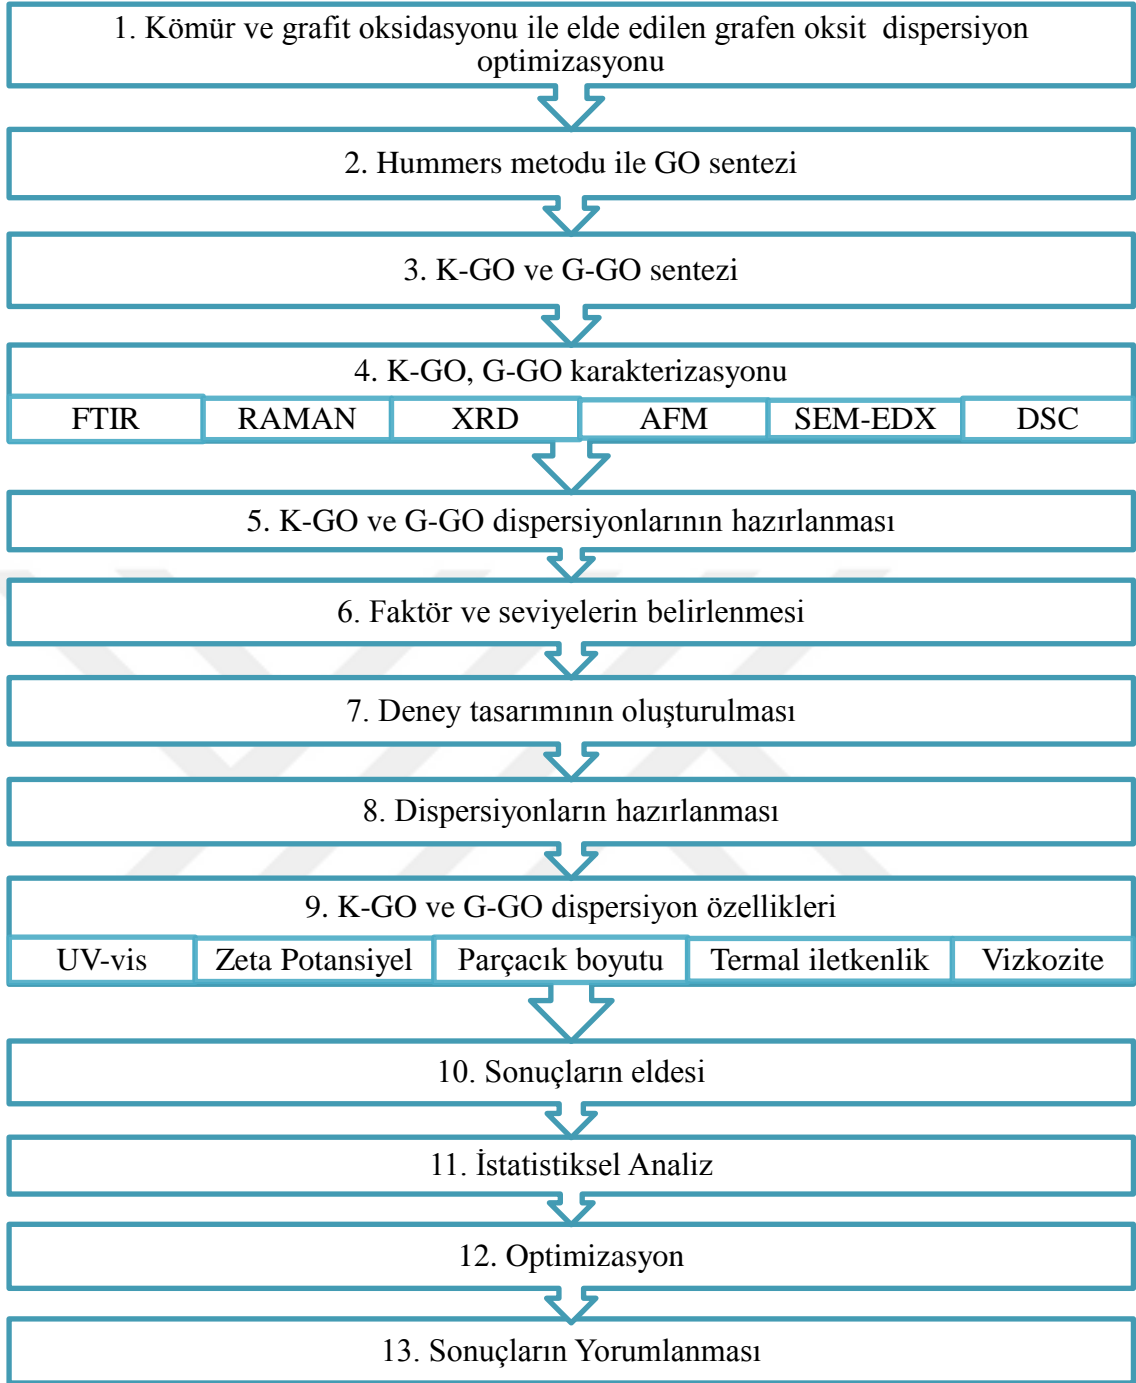 1. Kömür ve grafit oksidasyonu ile elde edilen grafen oksit dispersiyon
optimizasyonu
2. Hummers metodu ile GO sentezi
3. K-GO ve G-GO sentezi
4. K-GO, G-GO karakterizasyonu
FTIR RAMAN XRD AFM SEM-EDX DSC
5. K-GO ve G-GO dispersiyonlarının hazırlanması
6. Faktör ve seviyelerin belirlenmesi
7. Deney tasarımının oluşturulması
8. Dispersiyonların hazırlanması
9. K-GO ve G-GO dispersiyon özellikleri
UV-vis Zeta Potansiyel Parçacık boyutu Termal iletkenlik Vizkozite
10. Sonuçların eldesi
11. İstatistiksel Analiz
12. Optimizasyon
13. Sonuçların Yorumlanması